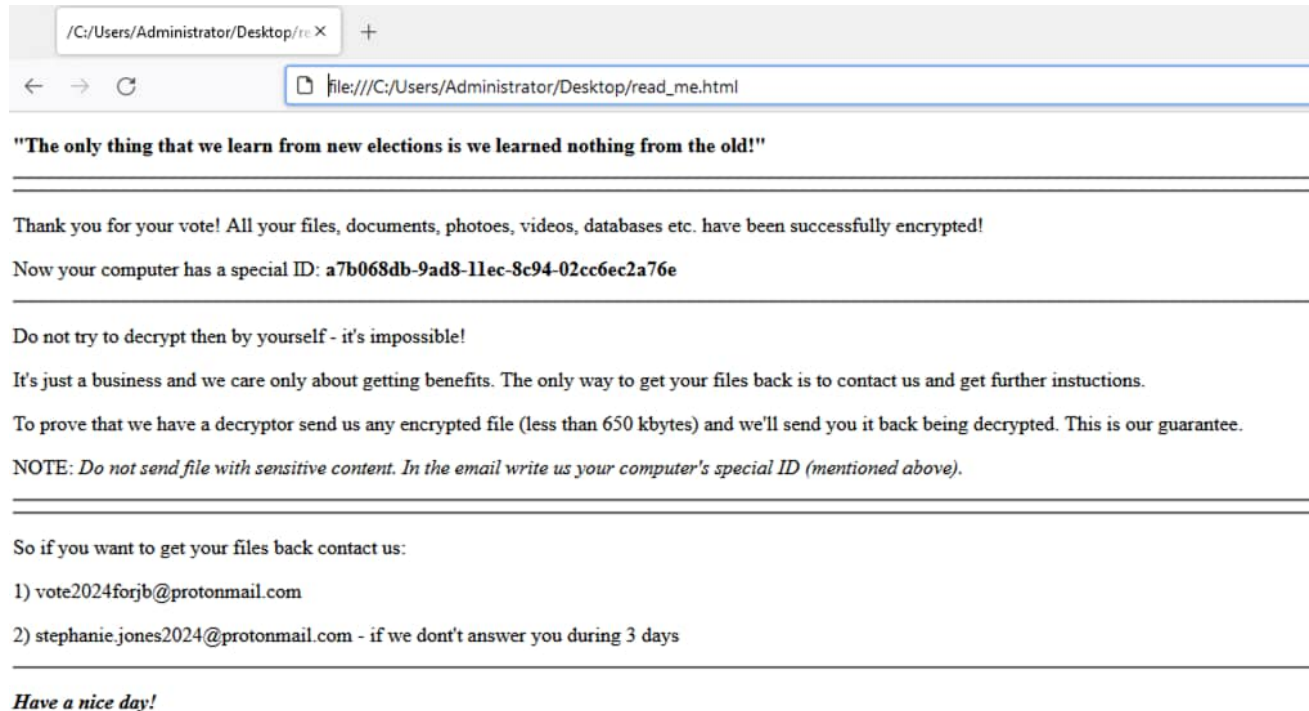 /C:/Users/Administrator/Desktop/re
file:///C:/Users/Administrator/Desktop/read_me.html
"The only thing that we learn from new elections is we learned nothing from the old!"
Thank you for your vote! All your files, documents, photoes, videos, databases etc. have been successfully encrypted!
Now your computer has a special ID: a7b068db-9ad8-11ec-8c94-02cc6ec2a76e
Do not try to decrypt then by yourself - it's impossible!
It's just a business and we care only about getting benefits. The only way to get your files back is to contact us and get further instuctions.
To prove that we have a decryptor send us any encrypted file (less than 650 kbytes) and we'll send you it back being decrypted. This is our guarantee.
NOTE: Do not send file with sensitive content. In the email write us your computer's special ID (mentioned above).
So if you want to get your files back contact us:
1) vote2024forjb@protonmail.com
2) stephanie.jones2024@protonmail.com - if we dont't answer you during 3 days
Have a nice day!